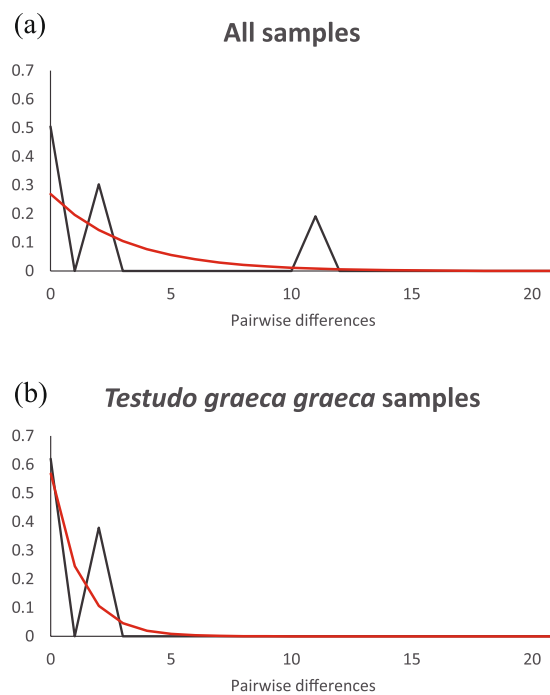 (a)
All samples
0.7
0.6
0.5
0.4
0.3
0.2
0.1
0
0 5 10 15 20
Pairwise differences
(b)
Testudo graeca graeca samples
0.7
0.6
0.5
0.4
0.3
0.2
0.1
0
0 5 10 15 20
Pairwise differences